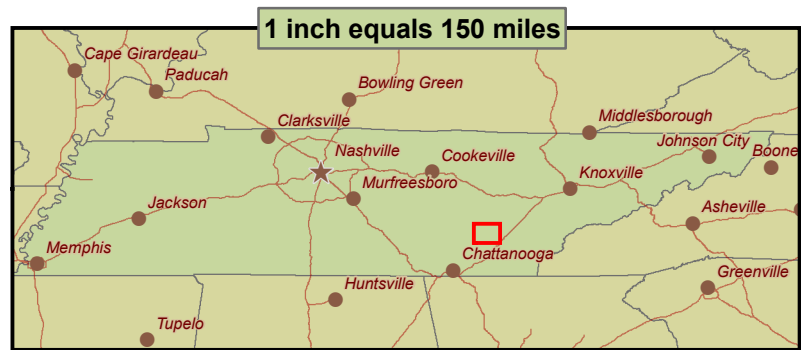 1 inch equals 150 miles
Cape Girardeau
Paducah
Bowling Green
Clarksville
Middlesborough
Nashville
Cookeville
Johnson City
Boone
Murfreesboro
Knoxville
Jackson
Asheville
Memphis
Chattanooga
Huntsville
Greenville
Tupelo